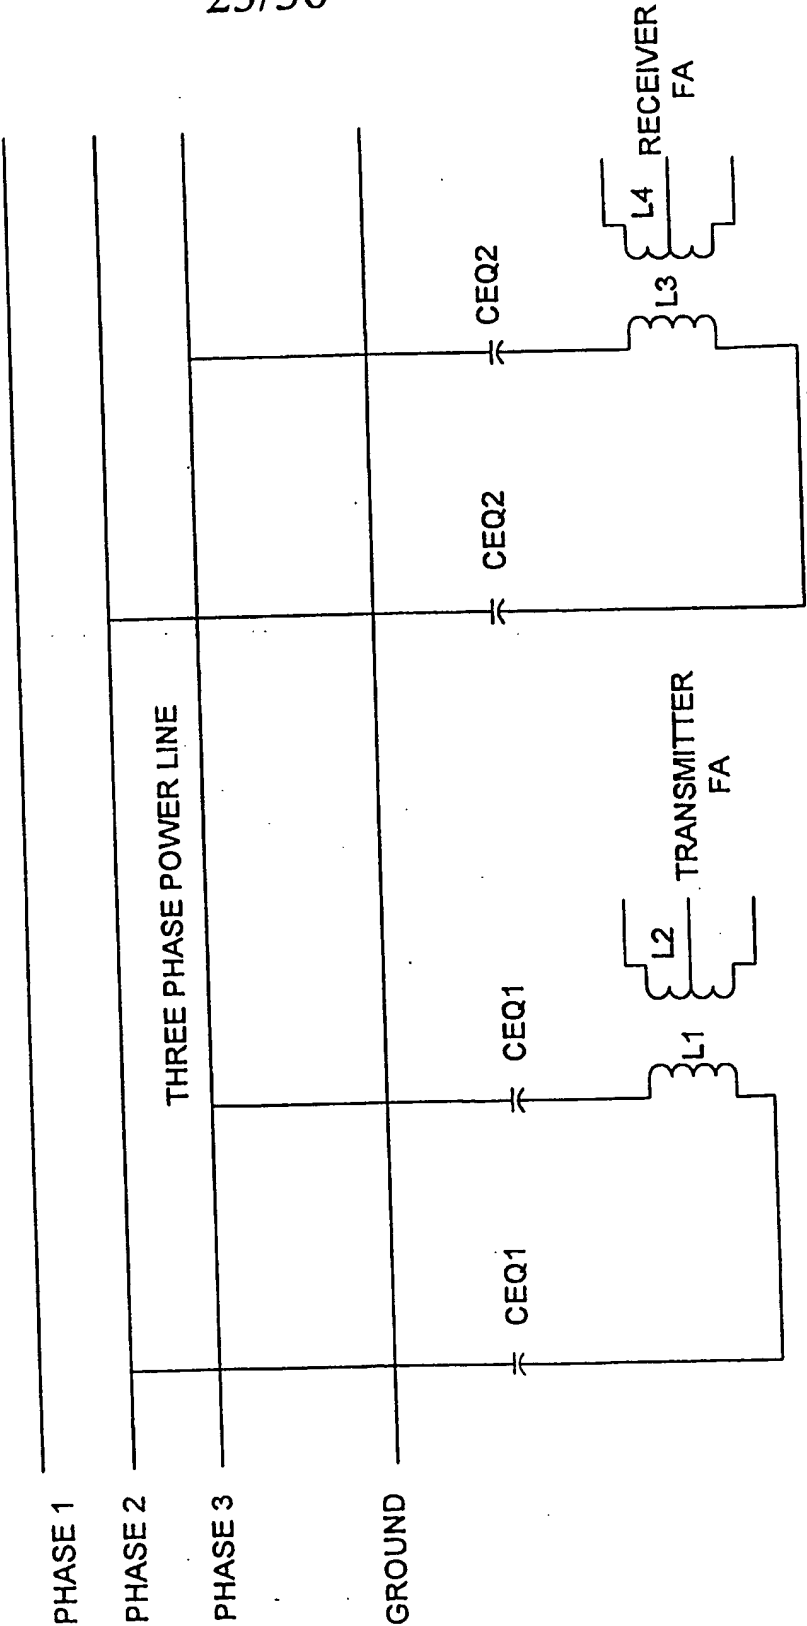 PHASE 1
PHASE 2
PHASE 3
GROUND
THREE PHASE POWER LINE
CEQ1
CEQ1
L1
L2
TRANSMITTER
FA
CEQ2
CEQ2
L3
L4
RECEIVER
FA